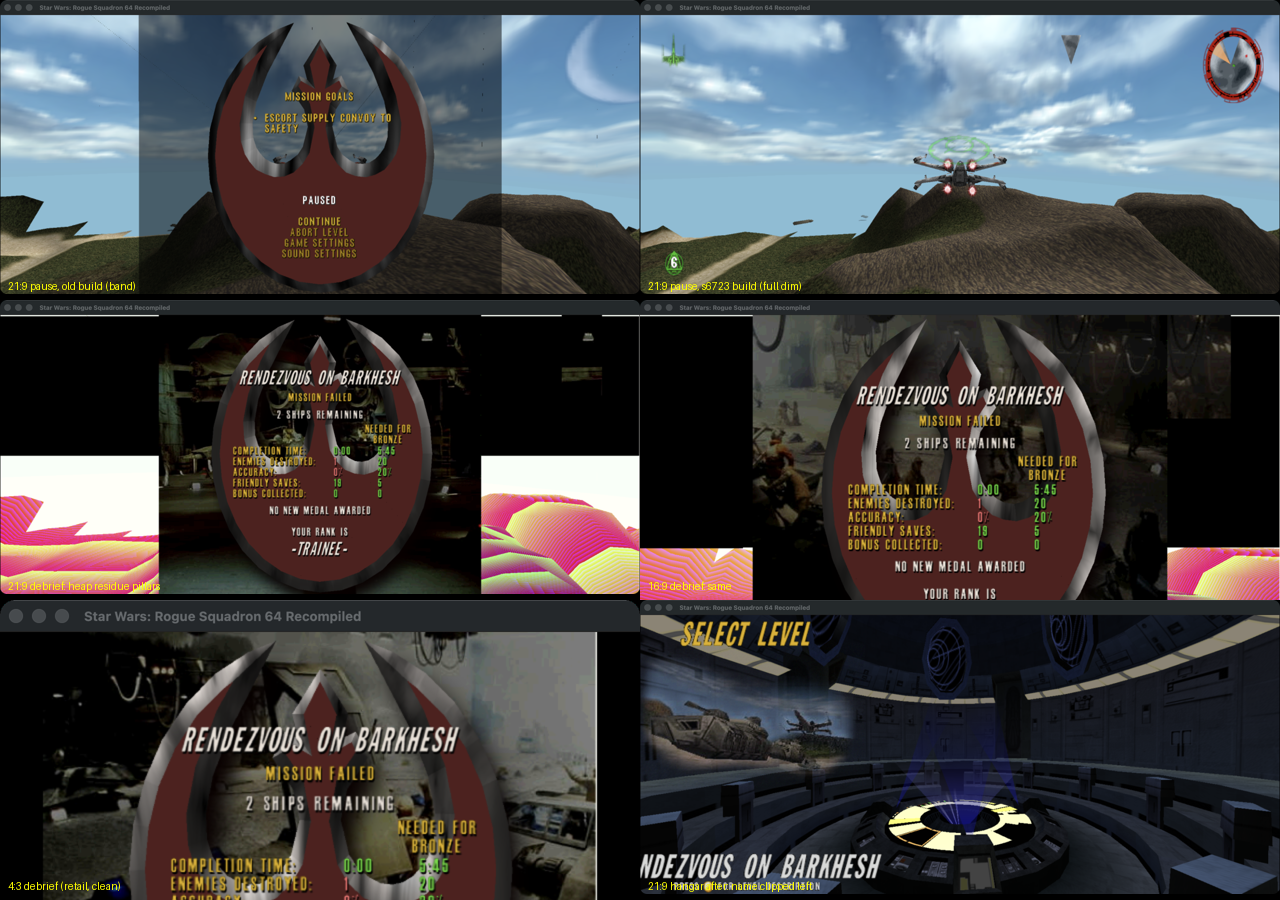 Star Wars: Rogue Squadron 64 Recompiled
MISSION GOALS
- ESCORT SUPPLY CONVOY TO
SAFETY
PAUSED
CONTINUE
ABORT LEVEL
GAME SETTINGS
SOUND SETTINGS
21:9 pause, old build (band)
Star Wars: Rogue Squadron 64 Recompiled
6
21:9 pause, s6723 build (full dim)
Star Wars: Rogue Squadron 64 Recompiled
RENDEZVOUS ON BARKHESH
MISSION FAILED
2 SHIPS REMAINING
NEEDED FOR
BRONZE
COMPLETION TIME: 0:00 5:45
ENEMIES DESTROYED: 1 20
ACCURACY: 0% 20%
FRIENDLY SAVES: 18 5
BONUS COLLECTED: 0 0
NO NEW MEDAL AWARDED
YOUR RANK IS
-TRAINEE-
21:9 debrief: heap residue pillars
Star Wars: Rogue Squadron 64 Recompiled
RENDEZVOUS ON BARKHESH
MISSION FAILED
2 SHIPS REMAINING
NEEDED FOR
BRONZE
COMPLETION TIME: 0:00 5:45
ENEMIES DESTROYED: 1 20
ACCURACY: 0% 20%
FRIENDLY SAVES: 18 5
BONUS COLLECTED: 0 0
NO NEW MEDAL AWARDED
YOUR RANK IS
16:9 debrief: same
Star Wars: Rogue Squadron 64 Recompiled
RENDEZVOUS ON BARKHESH
MISSION FAILED
2 SHIPS REMAINING
NEEDED FOR
BRONZE
COMPLETION TIME: 0:00 5:45
ENEMIES DESTROYED: 1 20
4:3 debrief (retail, clean)
Star Wars: Rogue Squadron 64 Recompiled
SELECT LEVEL
NDEZVOUS ON BARKHESH
21:9 hangar after: name clipped left